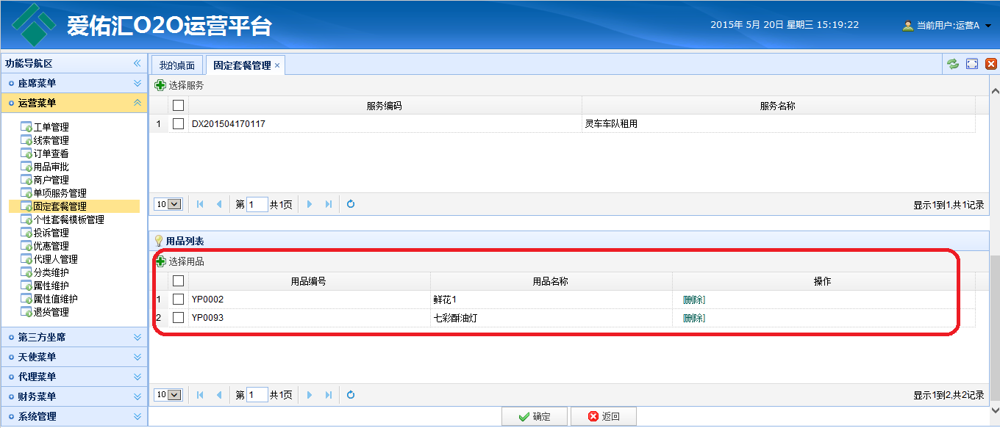 爱佑汇O2O运营平台
2015年 5月 20日 星期三 15:19:22
当前用户:运营A
功能导航区
座席菜单
运营菜单
工单管理
线索管理
订单查看
用品审批
商户管理
单项服务管理
固定套餐管理
个性套餐模板管理
投诉管理
优惠管理
代理人管理
分类维护
属性维护
属性值维护
退货管理
第三方坐席
天使菜单
代理菜单
财务菜单
系统管理
我的桌面 固定套餐管理 ×
选择服务
服务编码 服务名称
1 DX201504170117 灵车车队租用
10 第 1 共1页 显示1到1,共1记录
用品列表
选择用品
用品编号 用品名称 操作
1 YP0002 鲜花1 [删除]
2 YP0093 七彩酥油灯 [删除]
10 第 1 共1页 显示1到2,共2记录
确定 返回